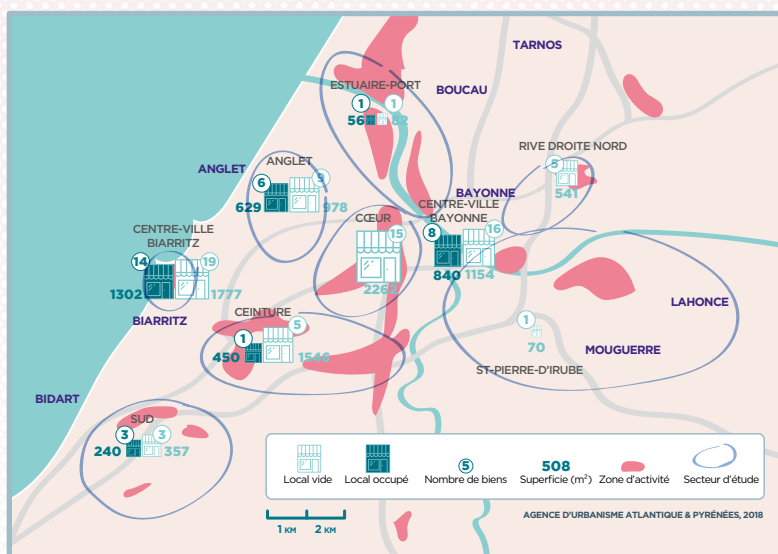 TARNOS
ESTUAIRE-PORT
BOUCAU
1 1
56 82
RIVE DROITE NORD
5
541
ANGLET
ANGLET
6 9
629 978
BAYONNE
CENTRE-VILLE
BAYONNE
8 16
840 1154
CŒUR
15
CENTRE-VILLE
BIARRITZ
14 19
1302 1777
BIARRITZ
LAHONCE
CEINTURE
1 5
450
1
70
MOUGUERRE
ST-PIERRE-D'IRUBE
BIDART
SUD
3 3
240 357
5 508
Local vide Local occupé Nombre de biens Superficie (m²) Zone d'activité Secteur d'étude
1 KM 2 KM
AGENCE D'URBANISME ATLANTIQUE & PYRÉNÉES, 2018